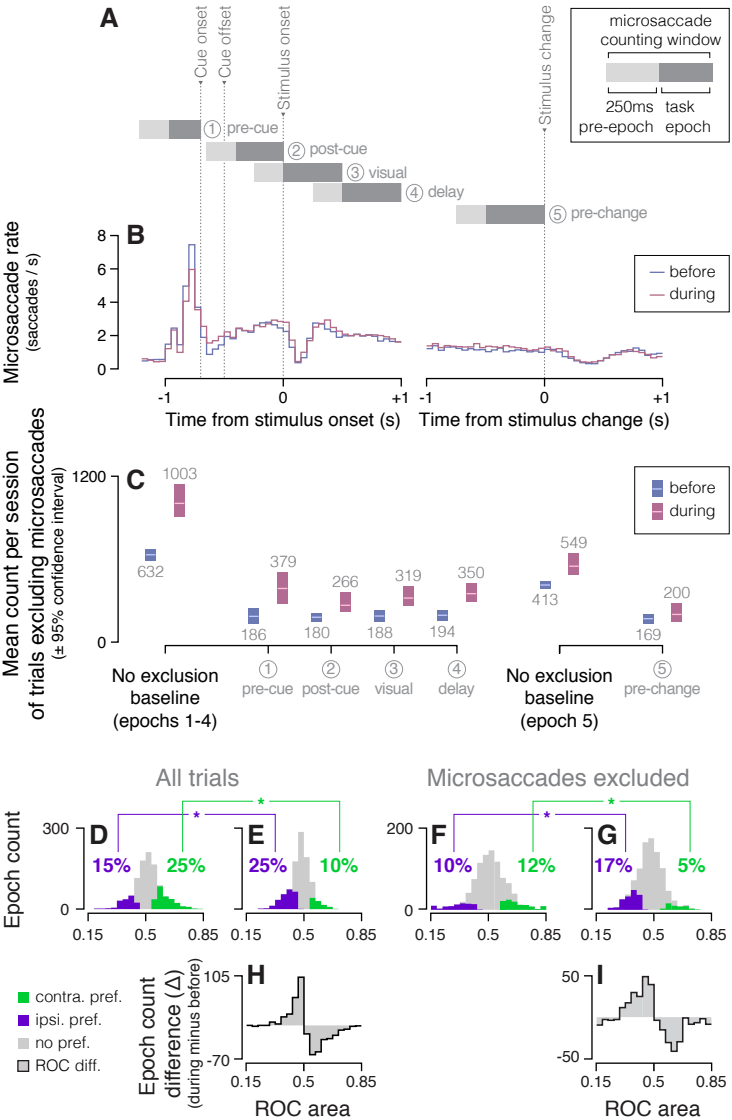 A
Cue onset
Cue offset
Stimulus onset
Stimulus change
microsaccade
counting window
250ms
pre-epoch
task
epoch
1 pre-cue
2 post-cue
3 visual
4 delay
5 pre-change
B
Microsaccade rate
(saccades / s)
8
6
4
2
0
before
during
-1
0
+1
-1
0
+1
Time from stimulus onset (s)
Time from stimulus change (s)
C
Mean count per session
of trials excluding microsaccades
(± 95% confidence interval)
1200
0
before
during
1003
632
379
186
266
180
319
188
350
194
549
413
200
169
No exclusion
baseline
(epochs 1-4)
1
pre-cue
2
post-cue
3
visual
4
delay
No exclusion
baseline
(epoch 5)
5
pre-change
All trials
Microsaccades excluded
Epoch count
300
0
D
*
*
15%
25%
0.15
0.5
0.85
E
25%
10%
0.15
0.5
0.85
200
0
F
*
*
10%
12%
0.15
0.5
0.85
G
17%
5%
0.15
0.5
0.85
contra. pref.
ipsi. pref.
no pref.
ROC diff.
Epoch count
difference (Δ)
(during minus before)
105
-70
H
0.15
0.5
0.85
ROC area
50
-50
I
0.15
0.5
0.85
ROC area